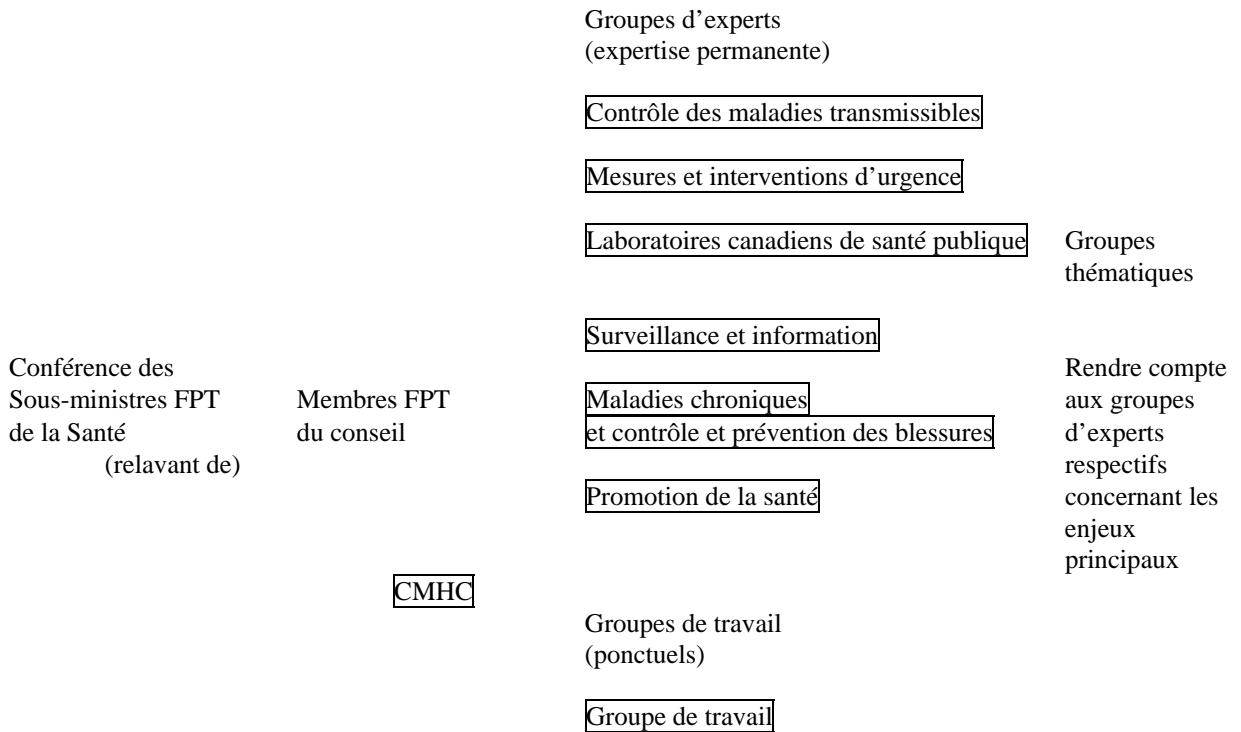 Groupes d’experts
(expertise permanente)
Contrôle des maladies transmissibles
Mesures et interventions d’urgence
Laboratoires canadiens de santé publique
Groupes
thématiques
Surveillance et information
Conférence des
Sous-ministres FPT
de la Santé
(relavant de)
Membres FPT
du conseil
Maladies chroniques
et contrôle et prévention des blessures
Promotion de la santé
Rendre compte
aux groupes
d’experts
respectifs
concernant les
enjeux
principaux
CMHC
Groupes de travail
(ponctuels)
Groupe de travail